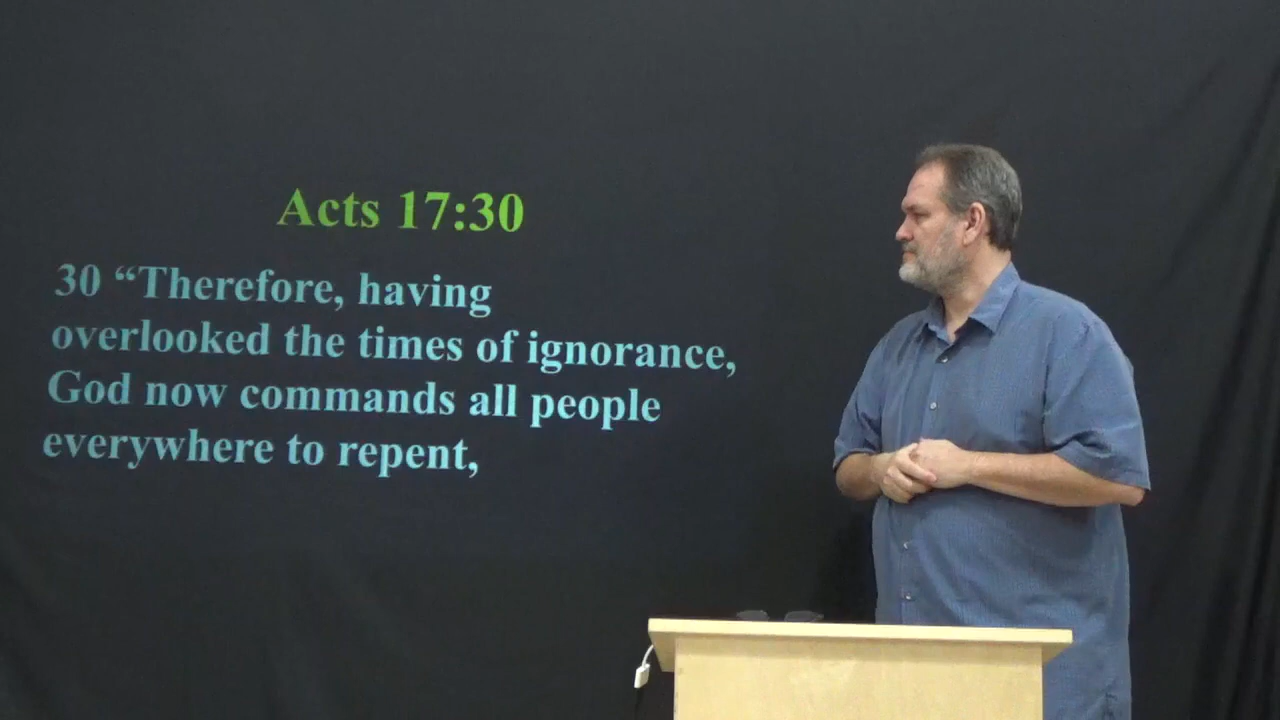 Acts 17:30
30 “Therefore, having
overlooked the times of ignorance,
God now commands all people
everywhere to repent,